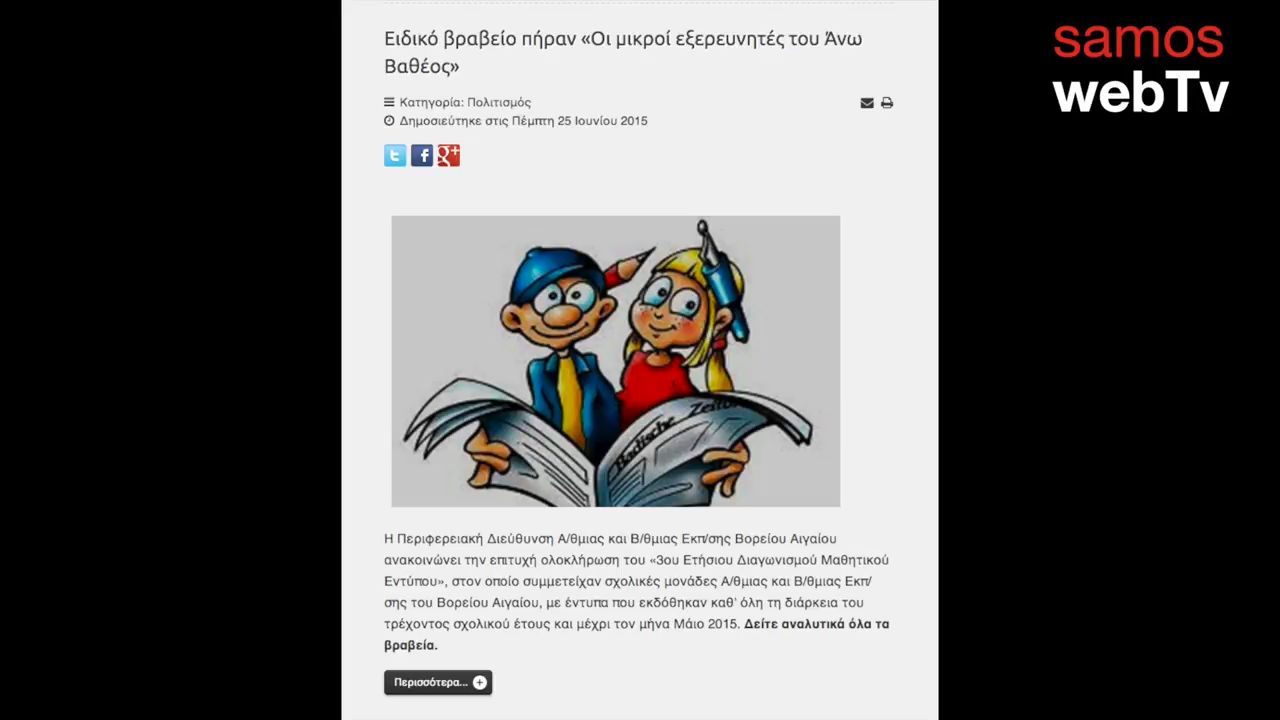 samos
webTv
Ειδικό βραβείο πήραν «Οι μικροί εξερευνητές του Άνω
Βαθέος»
Κατηγορία: Πολιτισμός
Δημοσιεύτηκε στις Πέμπτη 25 Ιουνίου 2015
Badische Zeitung
Η Περιφερειακή Διεύθυνση Α/θμιας και Β/θμιας Εκπ/σης Βορείου Αιγαίου
ανακοινώνει την επιτυχή ολοκλήρωση του «3ου Ετήσιου Διαγωνισμού Μαθητικού
Εντύπου», στον οποίο συμμετείχαν σχολικές μονάδες Α/θμιας και Β/θμιας Εκπ/
σης του Βορείου Αιγαίου, με έντυπα που εκδόθηκαν καθ' όλη τη διάρκεια του
τρέχοντος σχολικού έτους και μέχρι τον μήνα Μάιο 2015. Δείτε αναλυτικά όλα τα
βραβεία.
Περισσότερα...